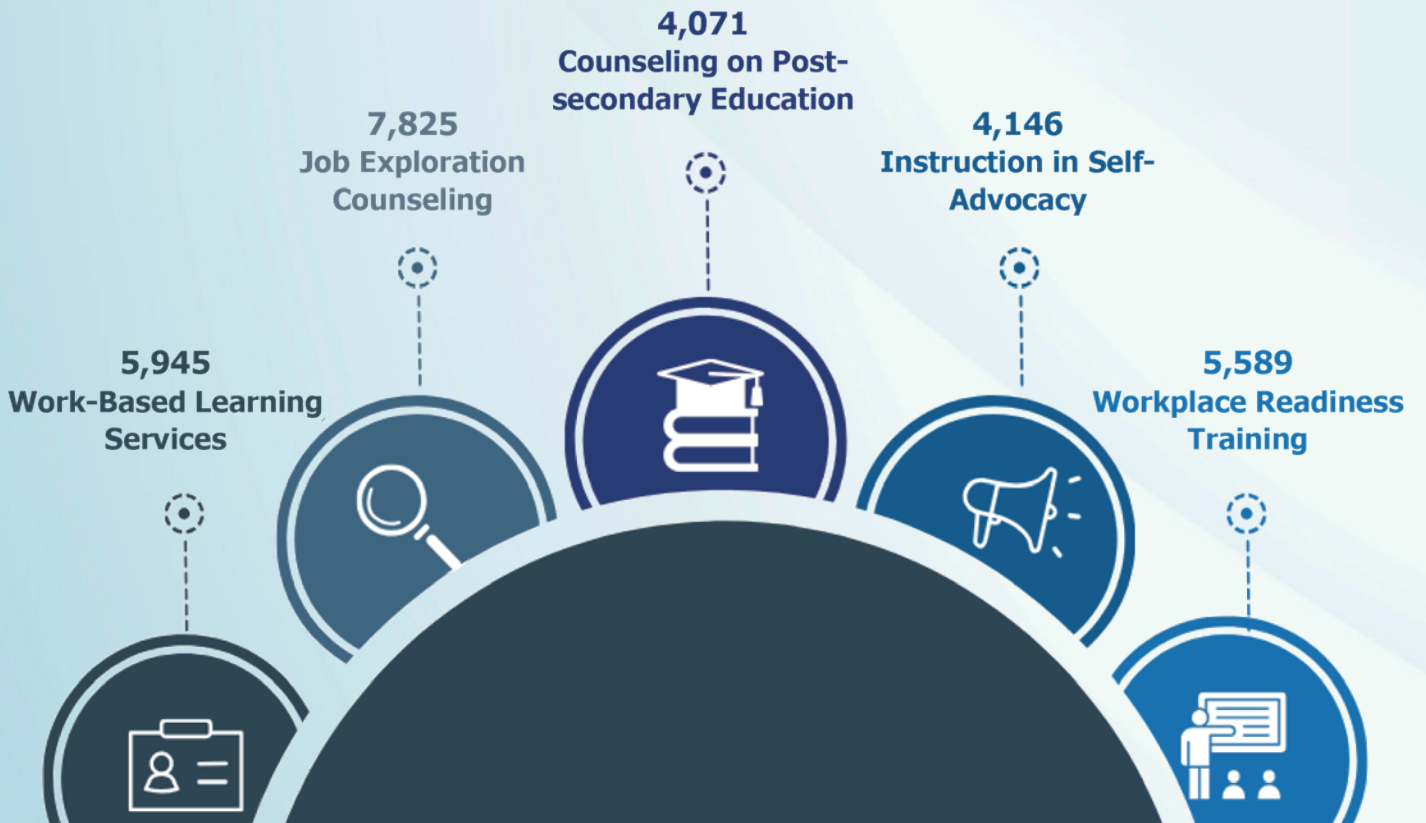 4,071
Counseling on Post-
secondary Education
7,825
Job Exploration
Counseling
4,146
Instruction in Self-
Advocacy
5,945
Work-Based Learning
Services
5,589
Workplace Readiness
Training